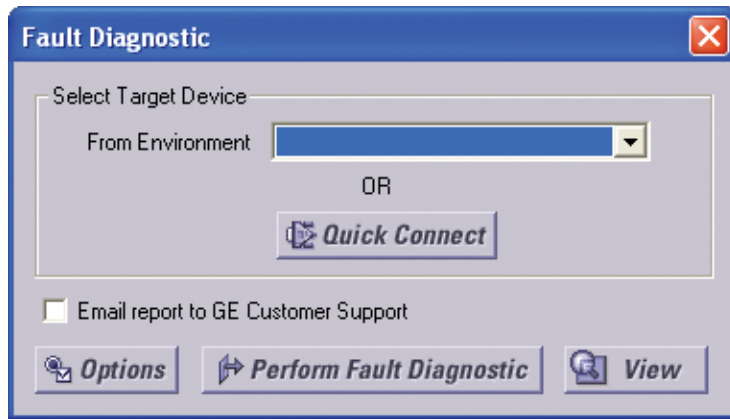 Fault Diagnostic
Select Target Device
From Environment
OR
Quick Connect
Email report to GE Customer Support
Options Perform Fault Diagnostic View